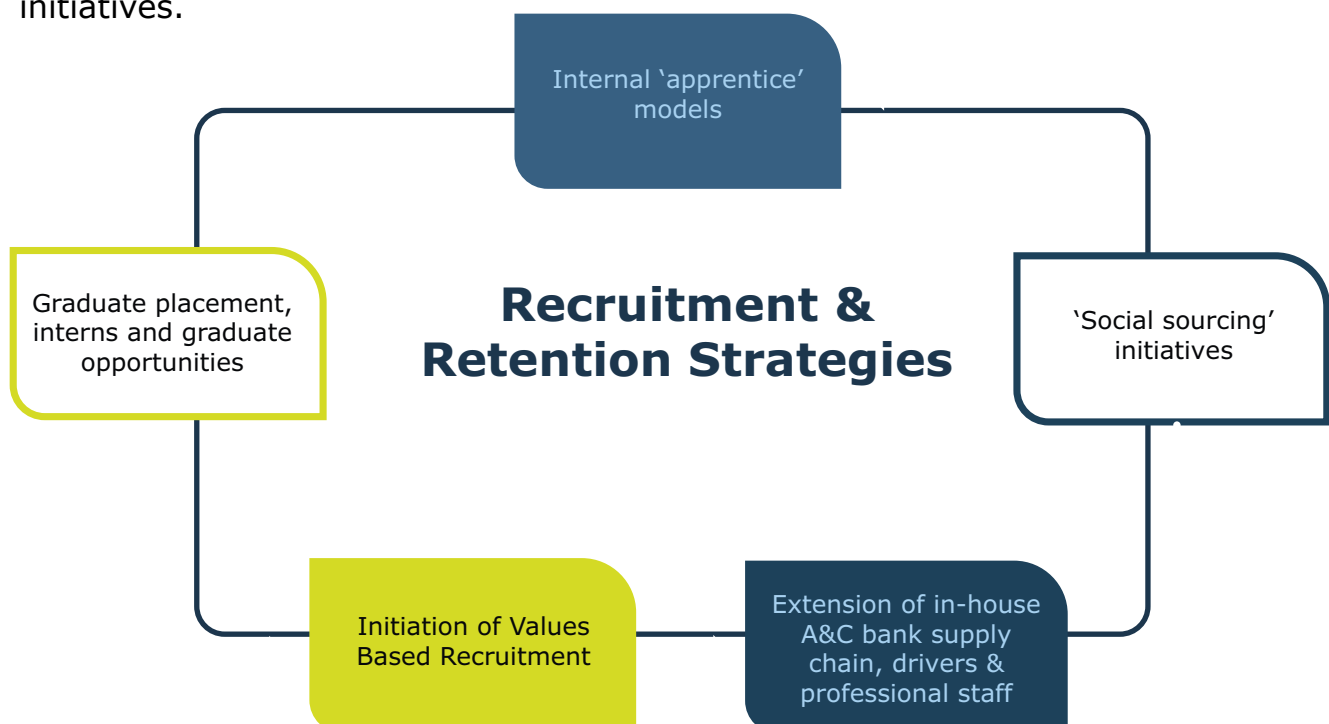 initiatives.
Internal ‘apprentice’
models
Graduate placement,
interns and graduate
opportunities
Recruitment &
Retention Strategies
‘Social sourcing’
initiatives
Initiation of Values
Based Recruitment
Extension of in-house
A&C bank supply
chain, drivers &
professional staff